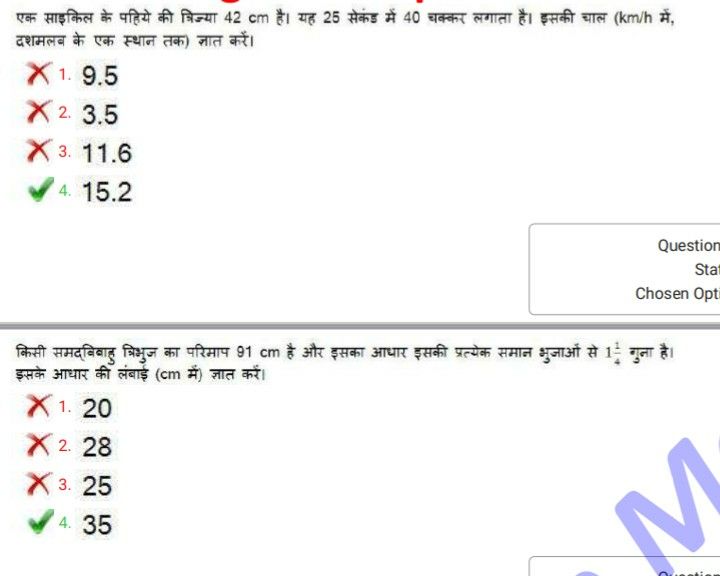 एक साइकिल के पहिये की त्रिज्या 42 cm है। यह 25 सेकंड में 40 चक्कर लगाता है। इसकी चाल (km/h में,
दशमलव के एक स्थान तक) ज्ञात करें।
1. 9.5
2. 3.5
3. 11.6
4. 15.2
Question
Stat
Chosen Opti
किसी समद्विबाहु त्रिभुज का परिमाप 91 cm है और इसका आधार इसकी प्रत्येक समान भुजाओं से 1 1/4 गुना है।
इसके आधार की लंबाई (cm में) ज्ञात करें।
1. 20
2. 28
3. 25
4. 35
M